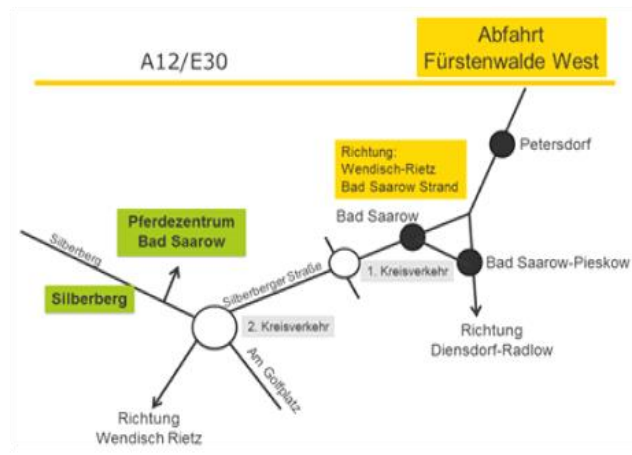 Abfahrt
Fürstenwalde West
A12/E30
Petersdorf
Richtung:
Wendisch-Rietz
Bad Saarow Strand
Bad Saarow
Pferdezentrum
Bad Saarow
Silberberg
Silberberg
Silberberger Straße
1. Kreisverkehr
Bad Saarow-Pieskow
2. Kreisverkehr
Richtung
Diensdorf-Radlow
Am Golfplatz
Richtung
Wendisch Rietz